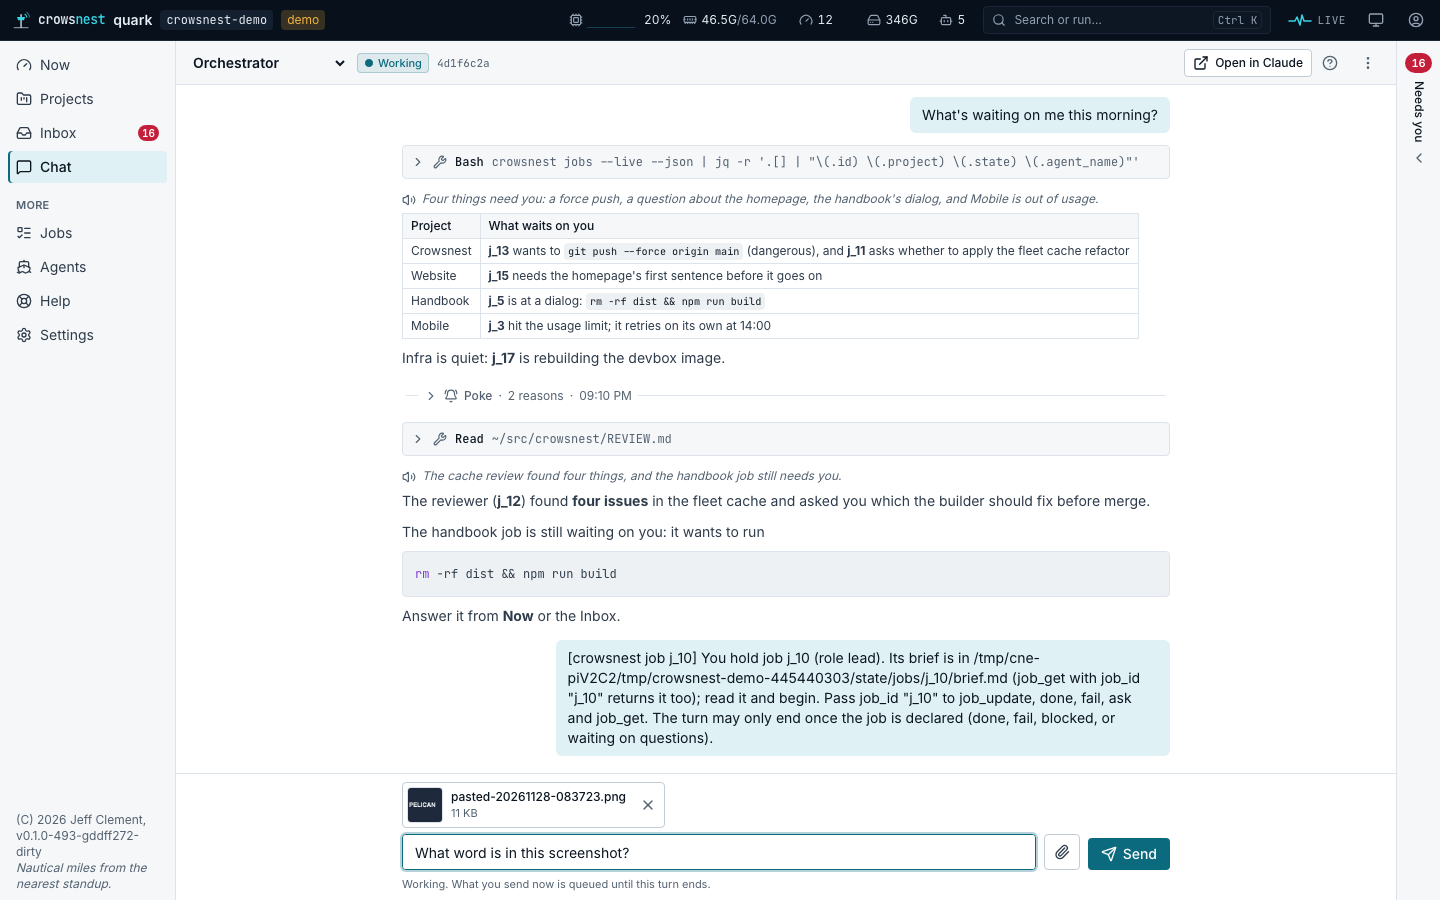 crowsnest quark crowsnest-demo demo
20% 46.5G/64.0G 12 346G 5
Search or run... Ctrl K
LIVE
Now
Projects
Inbox 16
Chat
MORE
Jobs
Agents
Help
Settings
(C) 2026 Jeff Clement,
v0.1.0-493-gddff272-
dirty
Nautical miles from the
nearest standup.
Orchestrator Working 4d1f6c2a
Open in Claude
16
Needs you
What's waiting on me this morning?
Bash crowsnest jobs --live --json | jq -r '.[] | "\(.id) \(.project) \(.state) \(.agent_name)"'
Four things need you: a force push, a question about the homepage, the handbook's dialog, and Mobile is out of usage.
Project What waits on you
Crowsnest j_13 wants to git push --force origin main (dangerous), and j_11 asks whether to apply the fleet cache refactor
Website j_15 needs the homepage's first sentence before it goes on
Handbook j_5 is at a dialog: rm -rf dist && npm run build
Mobile j_3 hit the usage limit; it retries on its own at 14:00
Infra is quiet: j_17 is rebuilding the devbox image.
Poke · 2 reasons · 09:10 PM
Read ~/src/crowsnest/REVIEW.md
The cache review found four things, and the handbook job still needs you.
The reviewer (j_12) found four issues in the fleet cache and asked you which the builder should fix before merge.
The handbook job is still waiting on you: it wants to run
rm -rf dist && npm run build
Answer it from Now or the Inbox.
[crowsnest job j_10] You hold job j_10 (role lead). Its brief is in /tmp/cne-
piV2C2/tmp/crowsnest-demo-445440303/state/jobs/j_10/brief.md (job_get with job_id
"j_10" returns it too); read it and begin. Pass job_id "j_10" to job_update, done, fail, ask
and job_get. The turn may only end once the job is declared (done, fail, blocked, or
waiting on questions).
PELICAN
pasted-20261128-083723.png
11 KB
What word is in this screenshot?
Send
Working. What you send now is queued until this turn ends.